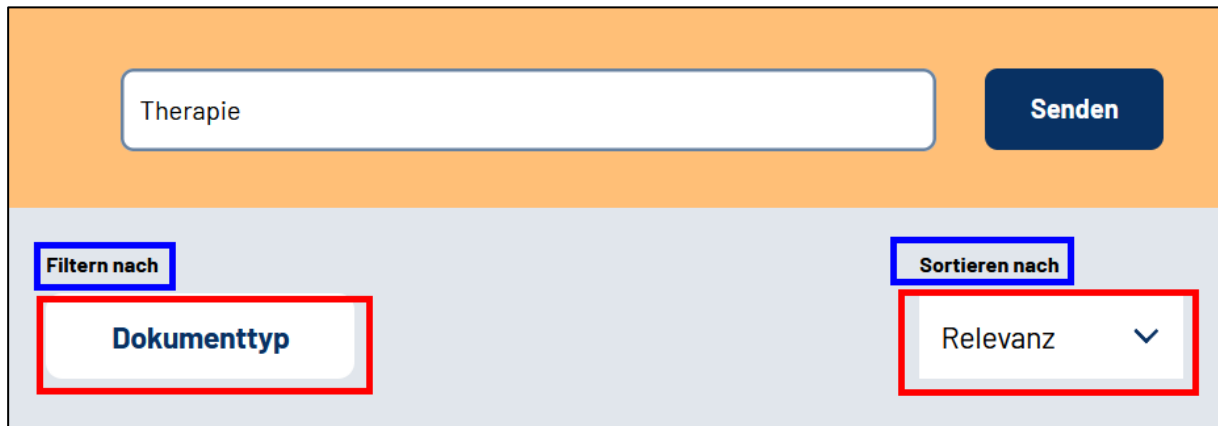 Therapie
Senden
Filtern nach
Sortieren nach
Dokumenttyp
Relevanz